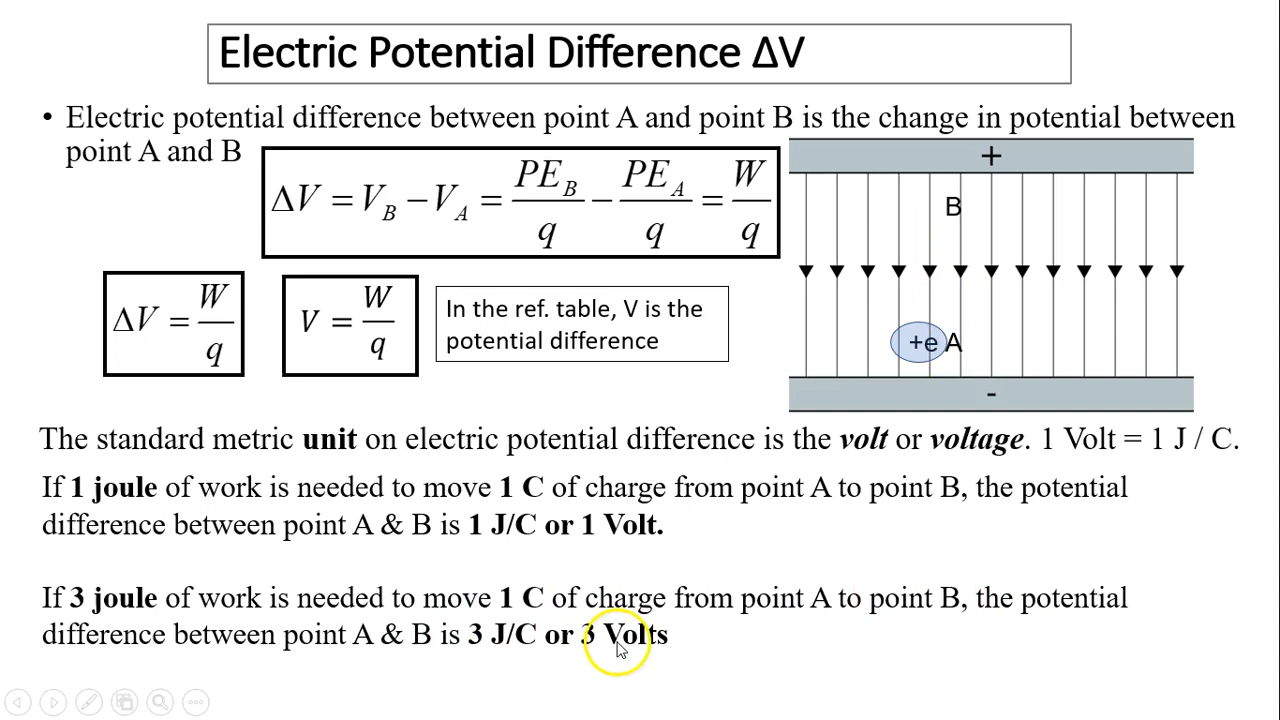 Electric Potential Difference ΔV
• Electric potential difference between point A and point B is the change in potential between
point A and B
ΔV = V_B − V_A = PE_B/q − PE_A/q = W/q
+
B
ΔV = W/q
V = W/q
In the ref. table, V is the
potential difference
+e A
-
The standard metric unit on electric potential difference is the volt or voltage. 1 Volt = 1 J / C.
If 1 joule of work is needed to move 1 C of charge from point A to point B, the potential
difference between point A & B is 1 J/C or 1 Volt.
If 3 joule of work is needed to move 1 C of charge from point A to point B, the potential
difference between point A & B is 3 J/C or 3 Volts